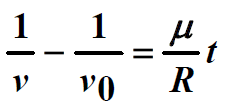 1/v − 1/v₀ = μ/R t